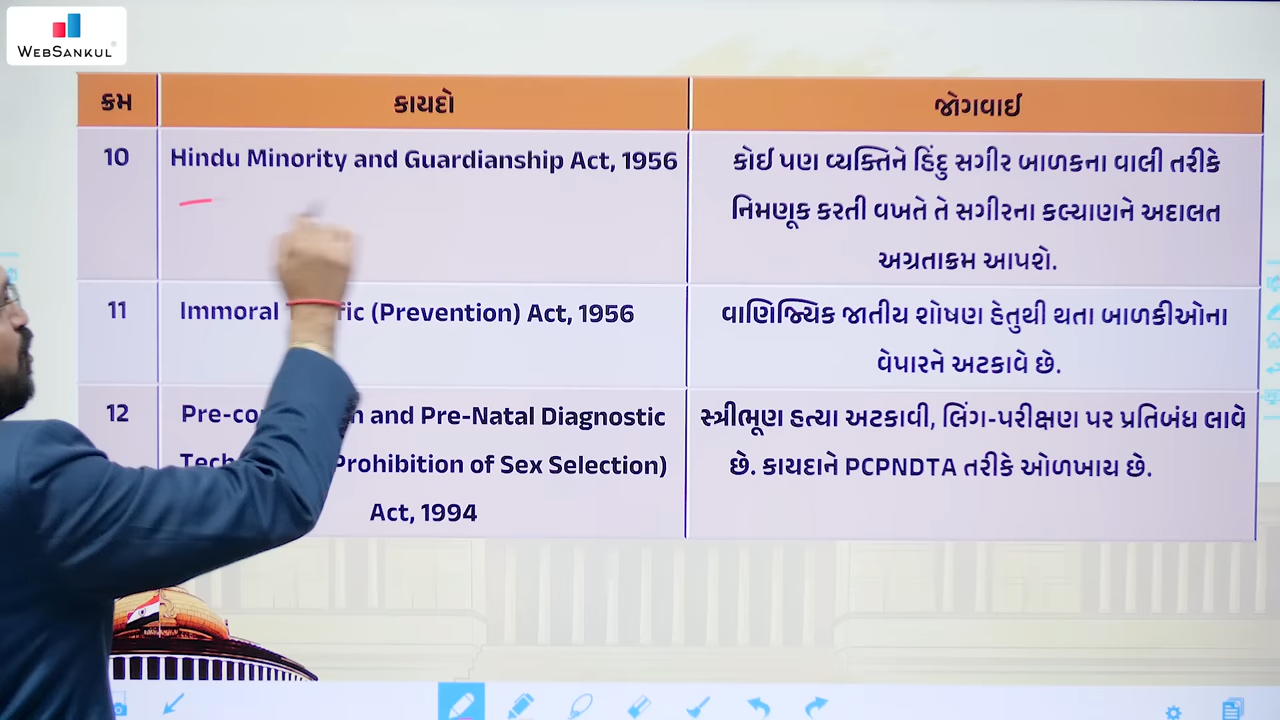 WEBSANKUL
ક્રમ કાયદો જોગવાઈ
10 Hindu Minority and Guardianship Act, 1956 કોઈ પણ વ્યક્તિને હિંદુ સગીર બાળકના વાલી તરીકે
નિમણૂક કરતી વખતે તે સગીરના કલ્યાણને અદાલત
અગ્રતાક્રમ આપશે.
11 Immoral (Prevention) Act, 1956 વાણિજ્યિક જાતીય શોષણ હેતુથી થતા બાળકીઓના
વેપારને અટકાવે છે.
12 and Pre-Natal Diagnostic સ્ત્રીભૂણ હત્યા અટકાવી, લિંગ-પરીક્ષણ પર પ્રતિબંધ લાવે
Prohibition of Sex Selection) છે. કાયદાને PCPNDTA તરીકે ઓળખાય છે.
Act, 1994